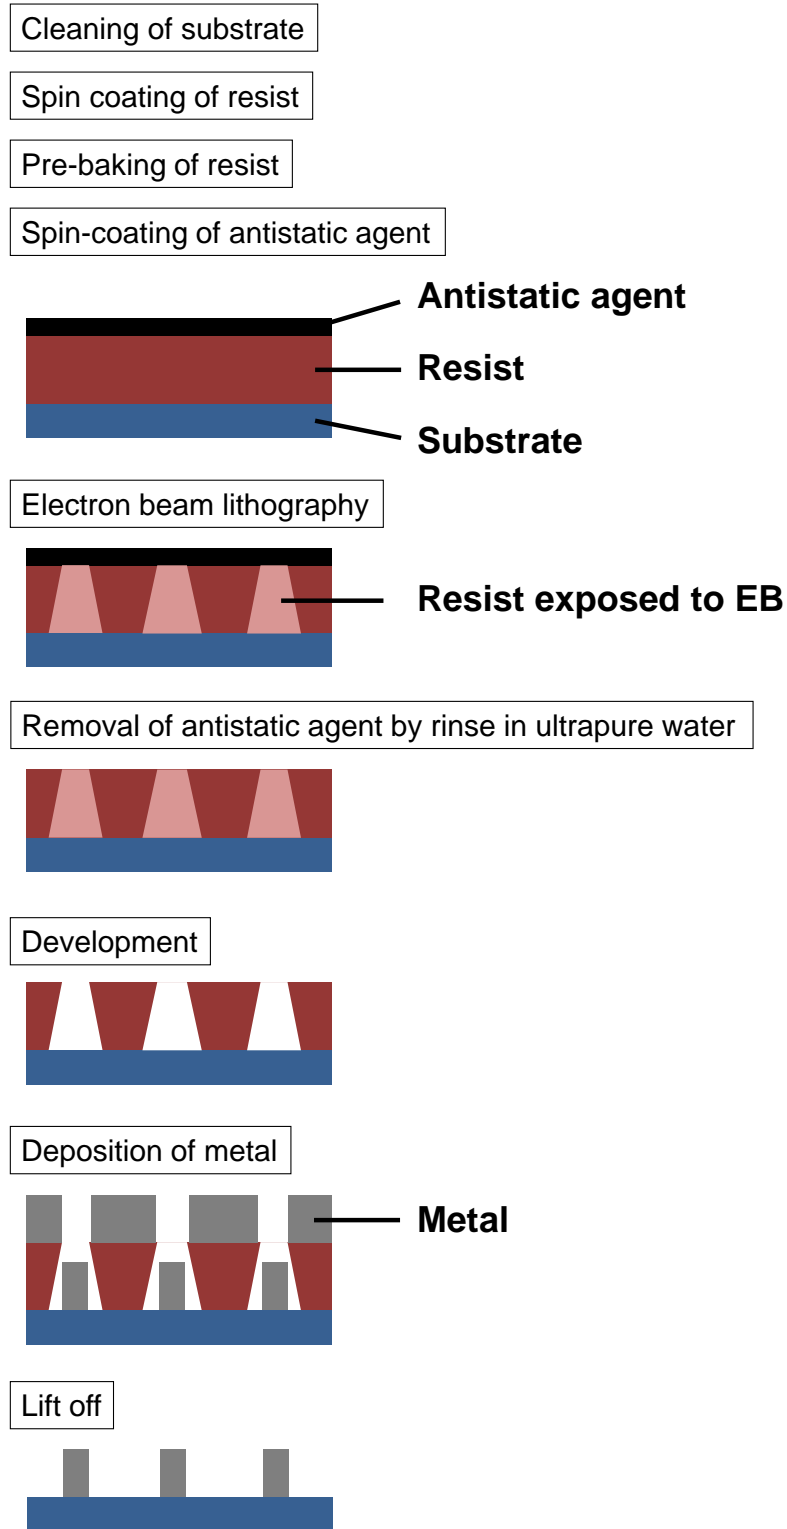 Cleaning of substrate
Spin coating of resist
Pre-baking of resist
Spin-coating of antistatic agent
Antistatic agent
Resist
Substrate
Electron beam lithography
Resist exposed to EB
Removal of antistatic agent by rinse in ultrapure water
Development
Deposition of metal
Metal
Lift off